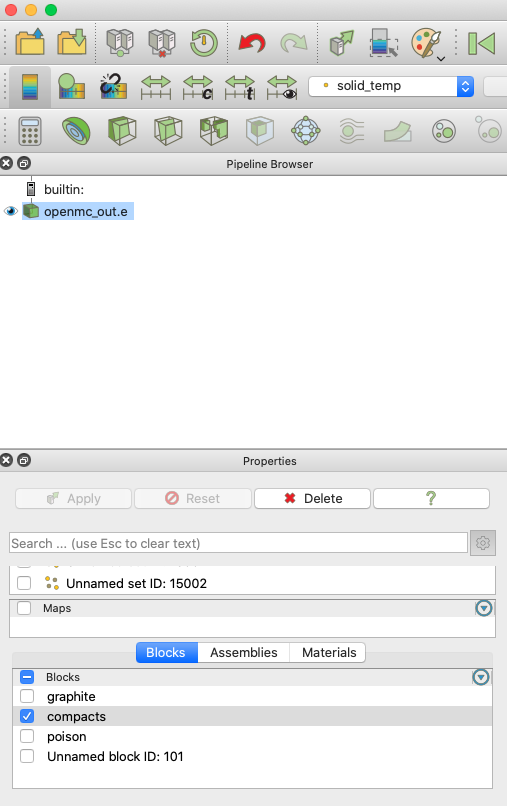 solid_temp
Pipeline Browser
builtin:
openmc_out.e
Properties
Apply
Reset
Delete
?
Search ... (use Esc to clear text)
Unnamed set ID: 15002
Maps
Blocks
Assemblies
Materials
Blocks
graphite
compacts
poison
Unnamed block ID: 101